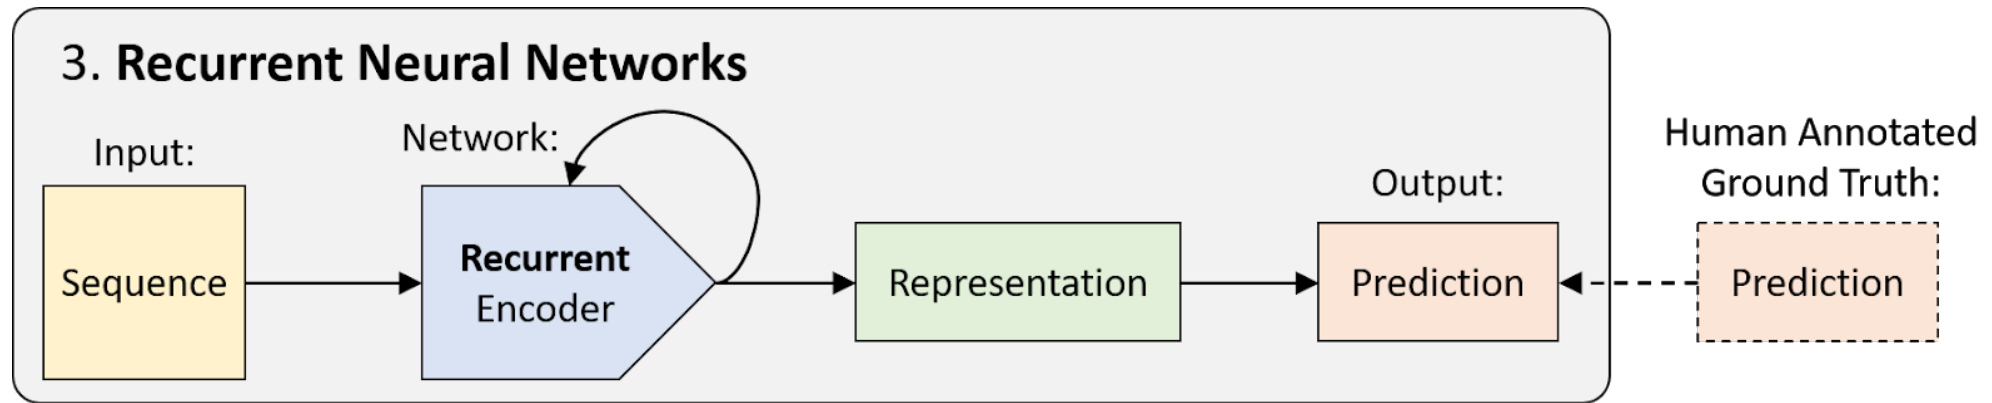 3. Recurrent Neural Networks
Input:
Network:
Output:
Human Annotated
Ground Truth:
Sequence
Recurrent
Encoder
Representation
Prediction
Prediction